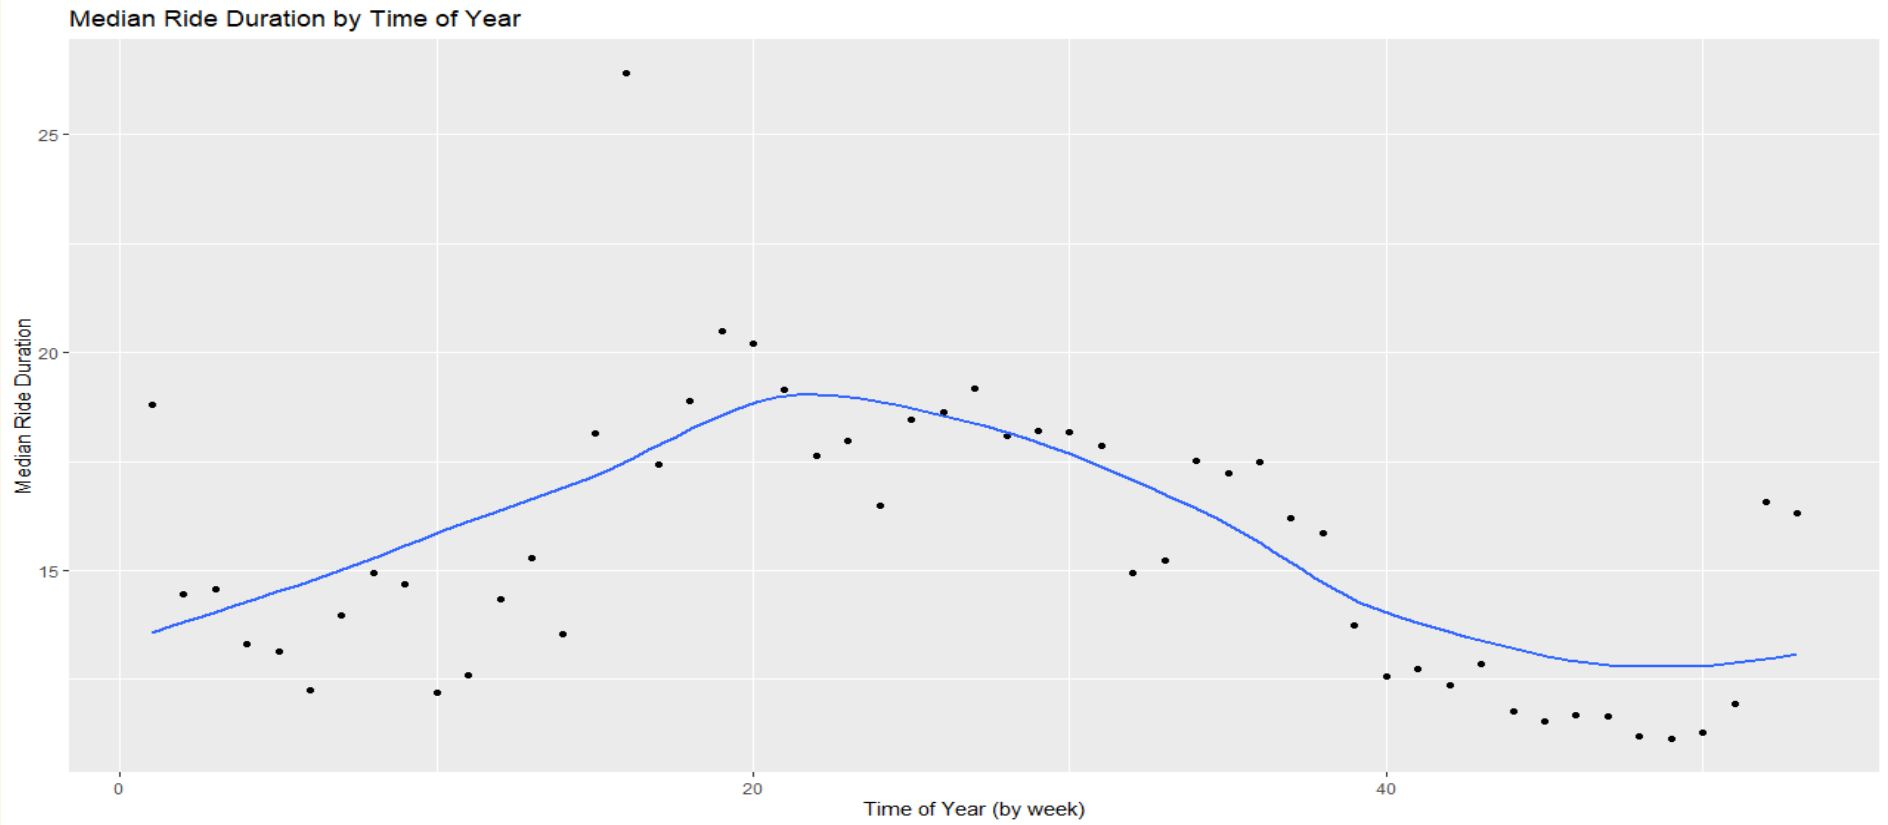 Median Ride Duration by Time of Year
25
20
15
Median Ride Duration
0 20 40
Time of Year (by week)